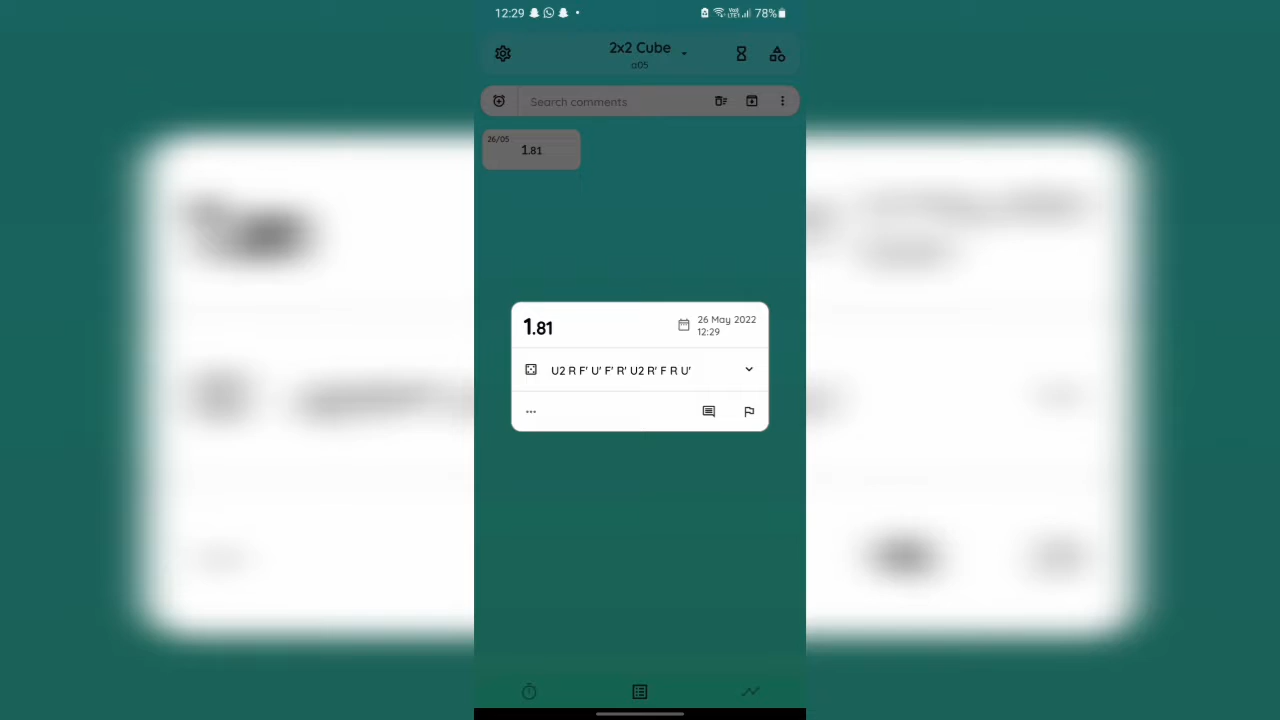 12:29 78%
2x2 Cube
a05
Search comments
26/05
1.81
1.81
26 May 2022
12:29
U2 R F' U' F' R' U2 R' F R U'